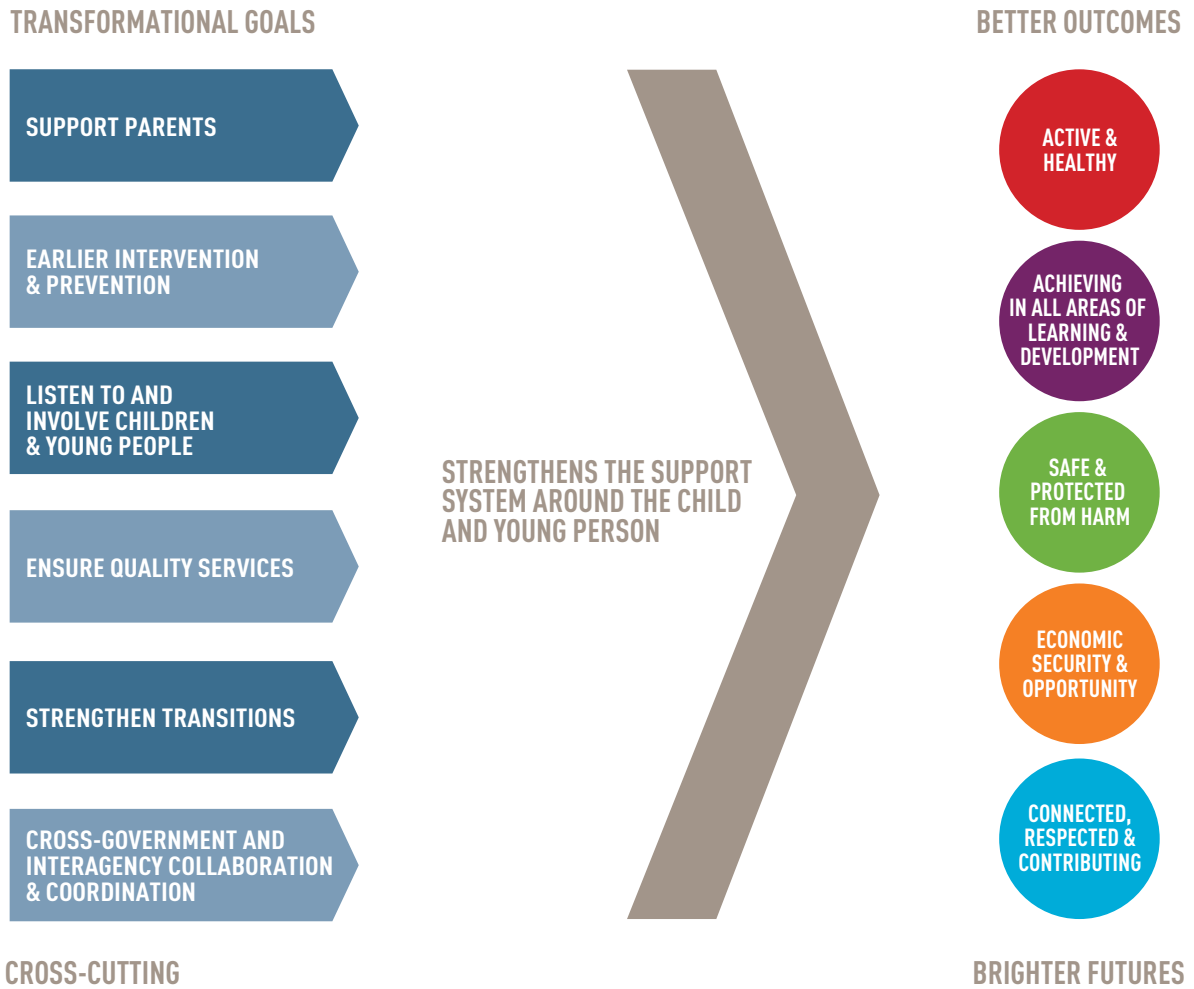 TRANSFORMATIONAL GOALS
SUPPORT PARENTS
EARLIER INTERVENTION
& PREVENTION
LISTEN TO AND
INVOLVE CHILDREN
& YOUNG PEOPLE
ENSURE QUALITY SERVICES
STRENGTHEN TRANSITIONS
CROSS-GOVERNMENT AND
INTERAGENCY COLLABORATION
& COORDINATION
CROSS-CUTTING
STRENGTHENS THE SUPPORT
SYSTEM AROUND THE CHILD
AND YOUNG PERSON
BETTER OUTCOMES
ACTIVE &
HEALTHY
ACHIEVING
IN ALL AREAS OF
LEARNING &
DEVELOPMENT
SAFE &
PROTECTED
FROM HARM
ECONOMIC
SECURITY &
OPPORTUNITY
CONNECTED,
RESPECTED &
CONTRIBUTING
BRIGHTER FUTURES